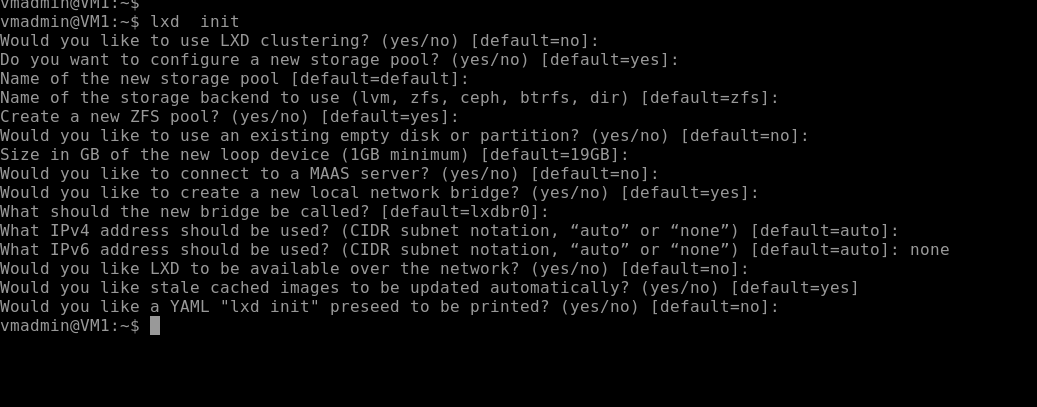 vmadmin@VM1:~$
vmadmin@VM1:~$ lxd  init
Would you like to use LXD clustering? (yes/no) [default=no]:
Do you want to configure a new storage pool? (yes/no) [default=yes]:
Name of the new storage pool [default=default]:
Name of the storage backend to use (lvm, zfs, ceph, btrfs, dir) [default=zfs]:
Create a new ZFS pool? (yes/no) [default=yes]:
Would you like to use an existing empty disk or partition? (yes/no) [default=no]:
Size in GB of the new loop device (1GB minimum) [default=19GB]:
Would you like to connect to a MAAS server? (yes/no) [default=no]:
Would you like to create a new local network bridge? (yes/no) [default=yes]:
What should the new bridge be called? [default=lxdbr0]:
What IPv4 address should be used? (CIDR subnet notation, “auto” or “none”) [default=auto]:
What IPv6 address should be used? (CIDR subnet notation, “auto” or “none”) [default=auto]: none
Would you like LXD to be available over the network? (yes/no) [default=no]:
Would you like stale cached images to be updated automatically? (yes/no) [default=yes]
Would you like a YAML "lxd init" preseed to be printed? (yes/no) [default=no]:
vmadmin@VM1:~$